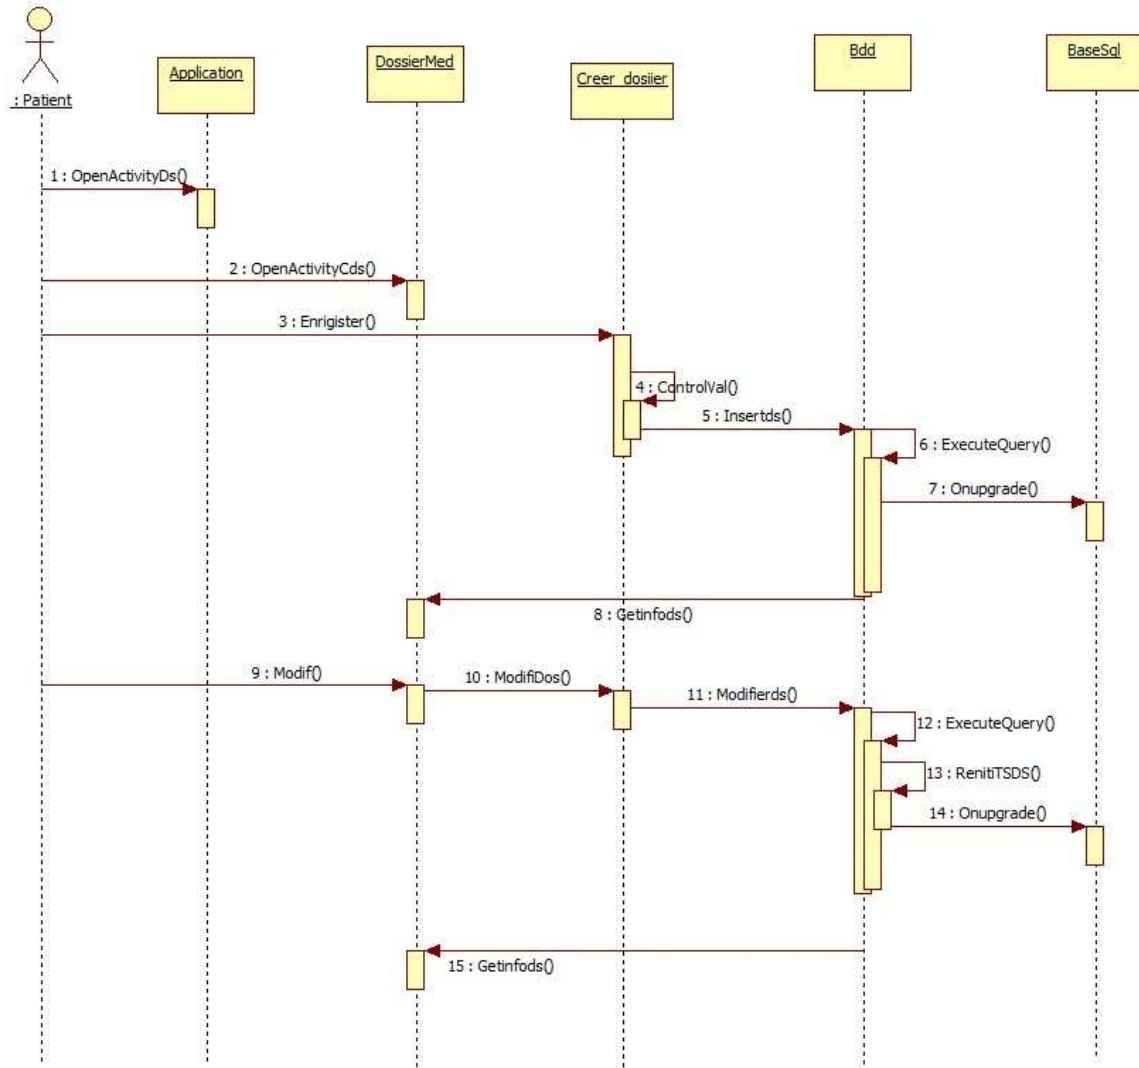 : Patient
Application
DossierMed
Creer_dosiier
Bdd
BaseSql
1 : OpenActivityDs()
2 : OpenActivityCds()
3 : Enrigister()
4 : ControlVal()
5 : Insertds()
6 : ExecuteQuery()
7 : Onupgrade()
8 : Getinfods()
9 : Modif()
10 : ModifiDos()
11 : Modifierds()
12 : ExecuteQuery()
13 : RenitiTSDS()
14 : Onupgrade()
15 : Getinfods()